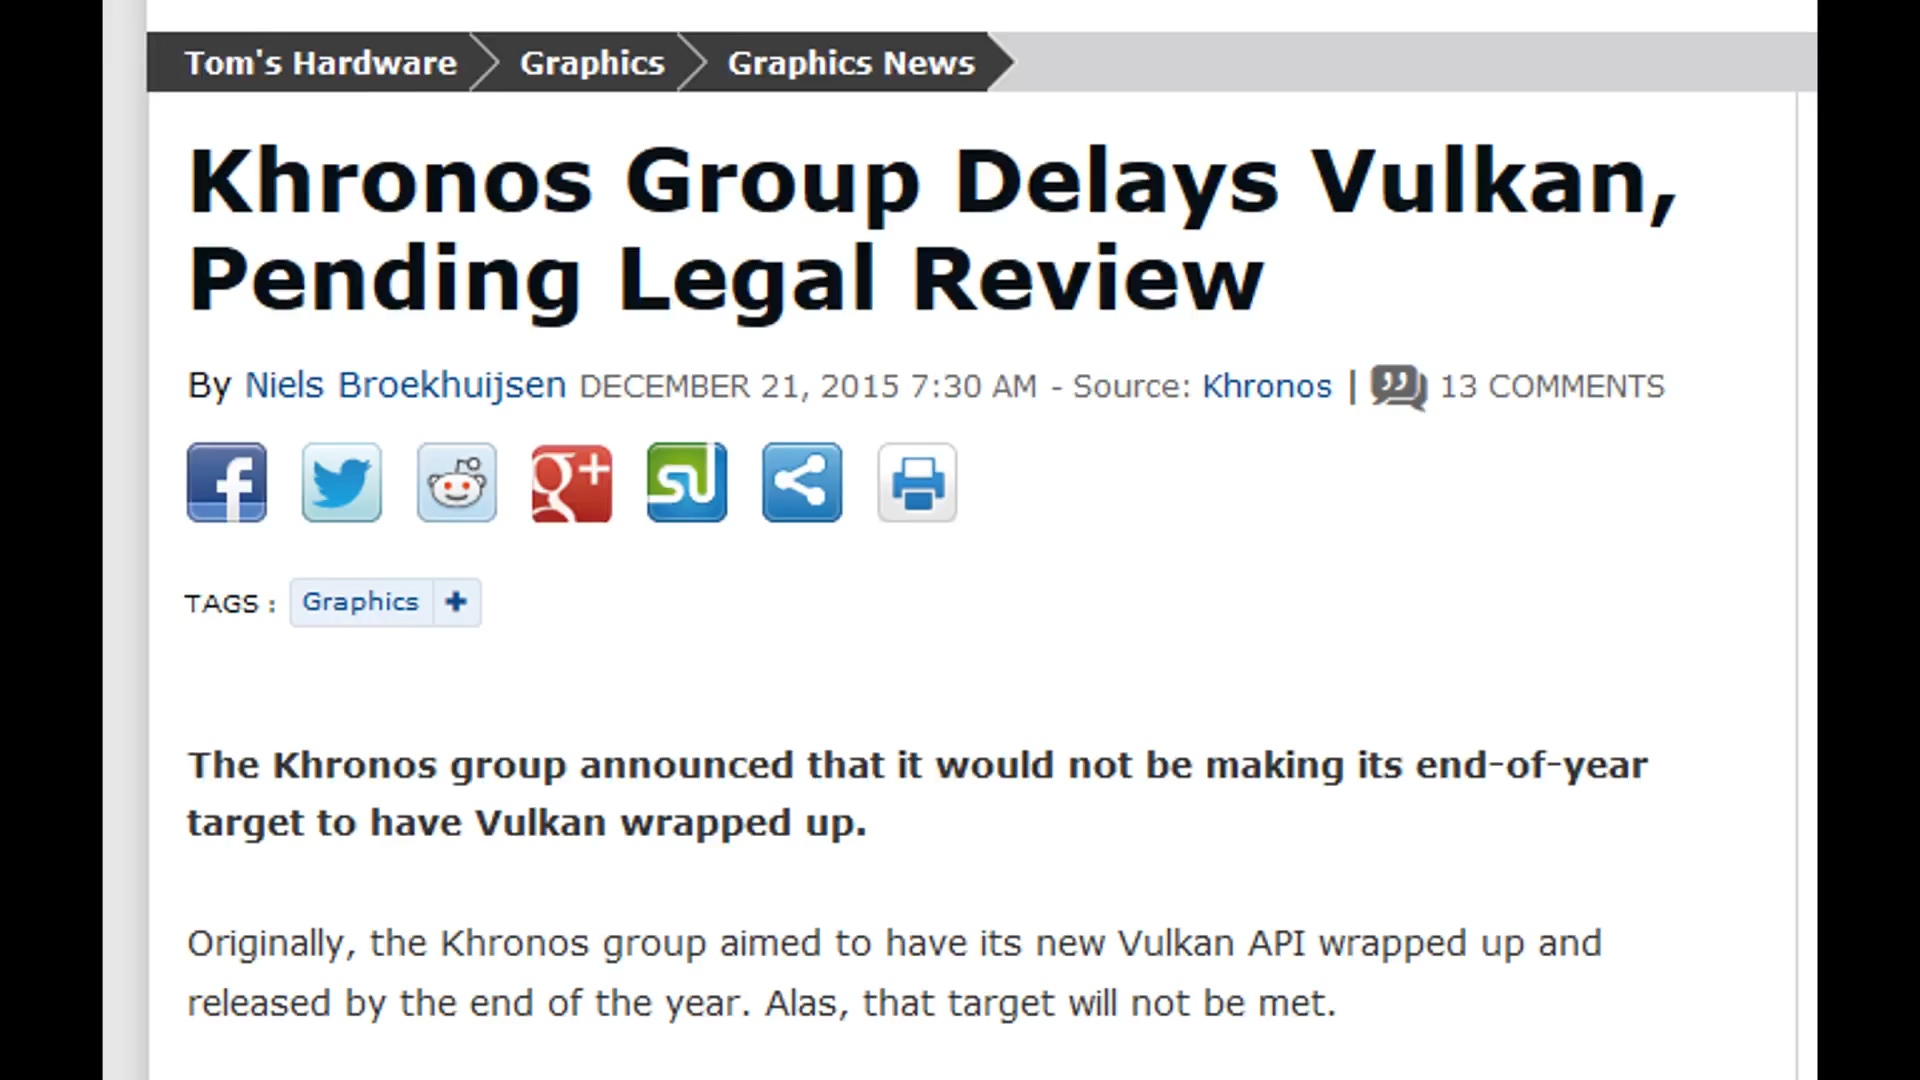 Tom's Hardware Graphics Graphics News
Khronos Group Delays Vulkan,
Pending Legal Review
By Niels Broekhuijsen DECEMBER 21, 2015 7:30 AM - Source: Khronos | 13 COMMENTS
TAGS : Graphics +
The Khronos group announced that it would not be making its end-of-year
target to have Vulkan wrapped up.
Originally, the Khronos group aimed to have its new Vulkan API wrapped up and
released by the end of the year. Alas, that target will not be met.